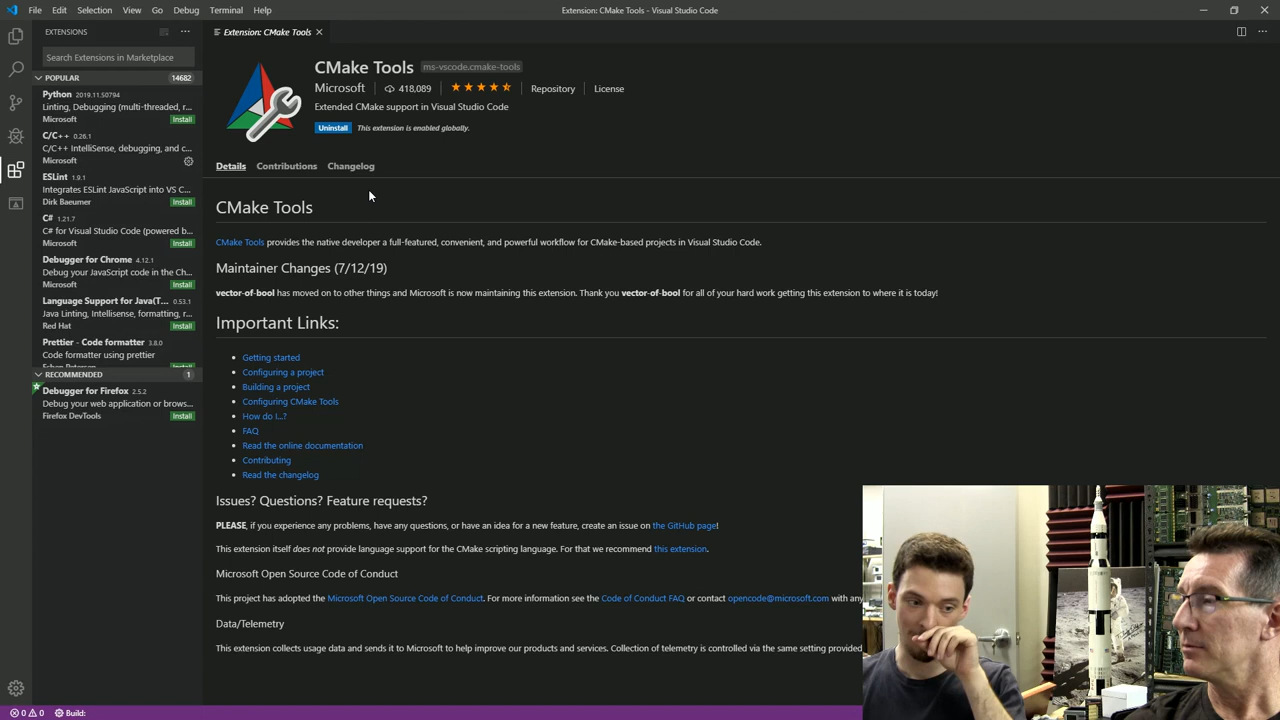 File Edit Selection View Go Debug Terminal Help
Extension: CMake Tools - Visual Studio Code
EXTENSIONS
Search Extensions in Marketplace
POPULAR 14682
Python 2019.11.50794
Linting, Debugging (multi-threaded, r...
Microsoft Install
C/C++ 0.26.1
C/C++ IntelliSense, debugging, and c...
Microsoft
ESLint 1.9.1
Integrates ESLint JavaScript into VS C...
Dirk Baeumer Install
C# 1.21.7
C# for Visual Studio Code (powered b...
Microsoft Install
Debugger for Chrome 4.12.1
Debug your JavaScript code in the Ch...
Microsoft Install
Language Support for Java(T... 0.53.1
Java Linting, Intellisense, formatting, r...
Red Hat Install
Prettier - Code formatter 3.8.0
Code formatter using prettier
Esben Petersen Install
RECOMMENDED 1
Debugger for Firefox 2.5.2
Debug your web application or brows...
Firefox DevTools Install
Extension: CMake Tools
CMake Tools ms-vscode.cmake-tools
Microsoft 418,089 Repository License
Extended CMake support in Visual Studio Code
Uninstall This extension is enabled globally.
Details Contributions Changelog
CMake Tools
CMake Tools provides the native developer a full-featured, convenient, and powerful workflow for CMake-based projects in Visual Studio Code.
Maintainer Changes (7/12/19)
vector-of-bool has moved on to other things and Microsoft is now maintaining this extension. Thank you vector-of-bool for all of your hard work getting this extension to where it is today!
Important Links:
Getting started
Configuring a project
Building a project
Configuring CMake Tools
How do I...?
FAQ
Read the online documentation
Contributing
Read the changelog
Issues? Questions? Feature requests?
PLEASE, if you experience any problems, have any questions, or have an idea for a new feature, create an issue on the GitHub page!
This extension itself does not provide language support for the CMake scripting language. For that we recommend this extension.
Microsoft Open Source Code of Conduct
This project has adopted the Microsoft Open Source Code of Conduct. For more information see the Code of Conduct FAQ or contact opencode@microsoft.com with any
Data/Telemetry
This extension collects usage data and sends it to Microsoft to help improve our products and services. Collection of telemetry is controlled via the same setting provided
0 0 Build: